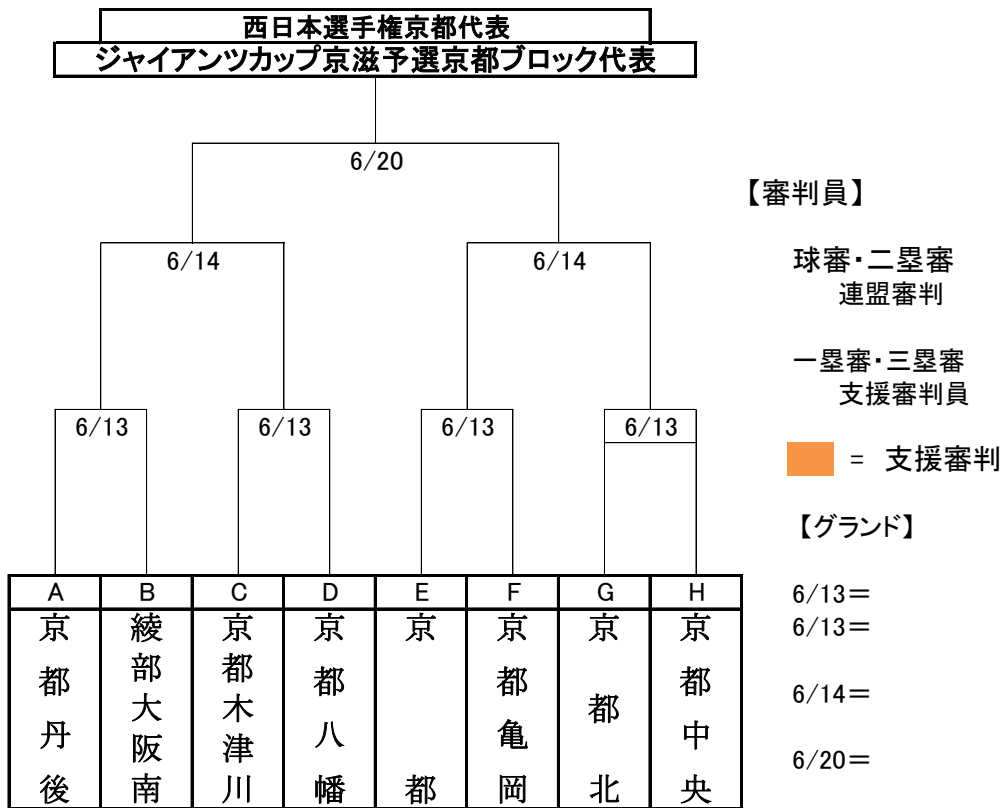 西日本選手権京都代表
ジャイアンツカップ京滋予選京都ブロック代表
6/20
6/14
6/14
6/13
6/13
6/13
6/13
A
B
C
D
E
F
G
H
京都丹後
綾部大阪南
京都木津川
京都八幡
京都
京都亀岡
京都北
京都中央
【審判員】
球審・二塁審
連盟審判
一塁審・三塁審
支援審判員
= 支援審判
【グランド】
6/13=
6/13=
6/14=
6/20=